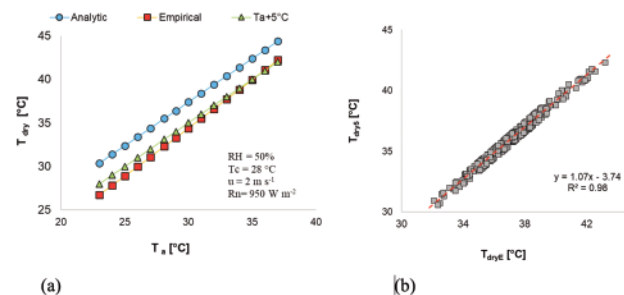 Analytic Empirical Ta+5°C
(a)
45
40
35
30
25
T dry [°C]
RH = 50%
Tc = 28 °C
u = 2 m s-1
Rn= 950 W m-2
20 25 30 35 40
T a [°C]
45
40
35
30
Tdry5 [°C]
y = 1.07x - 3.74
R² = 0.98
30 34 38 42
TdryE [°C]
(a) (b)